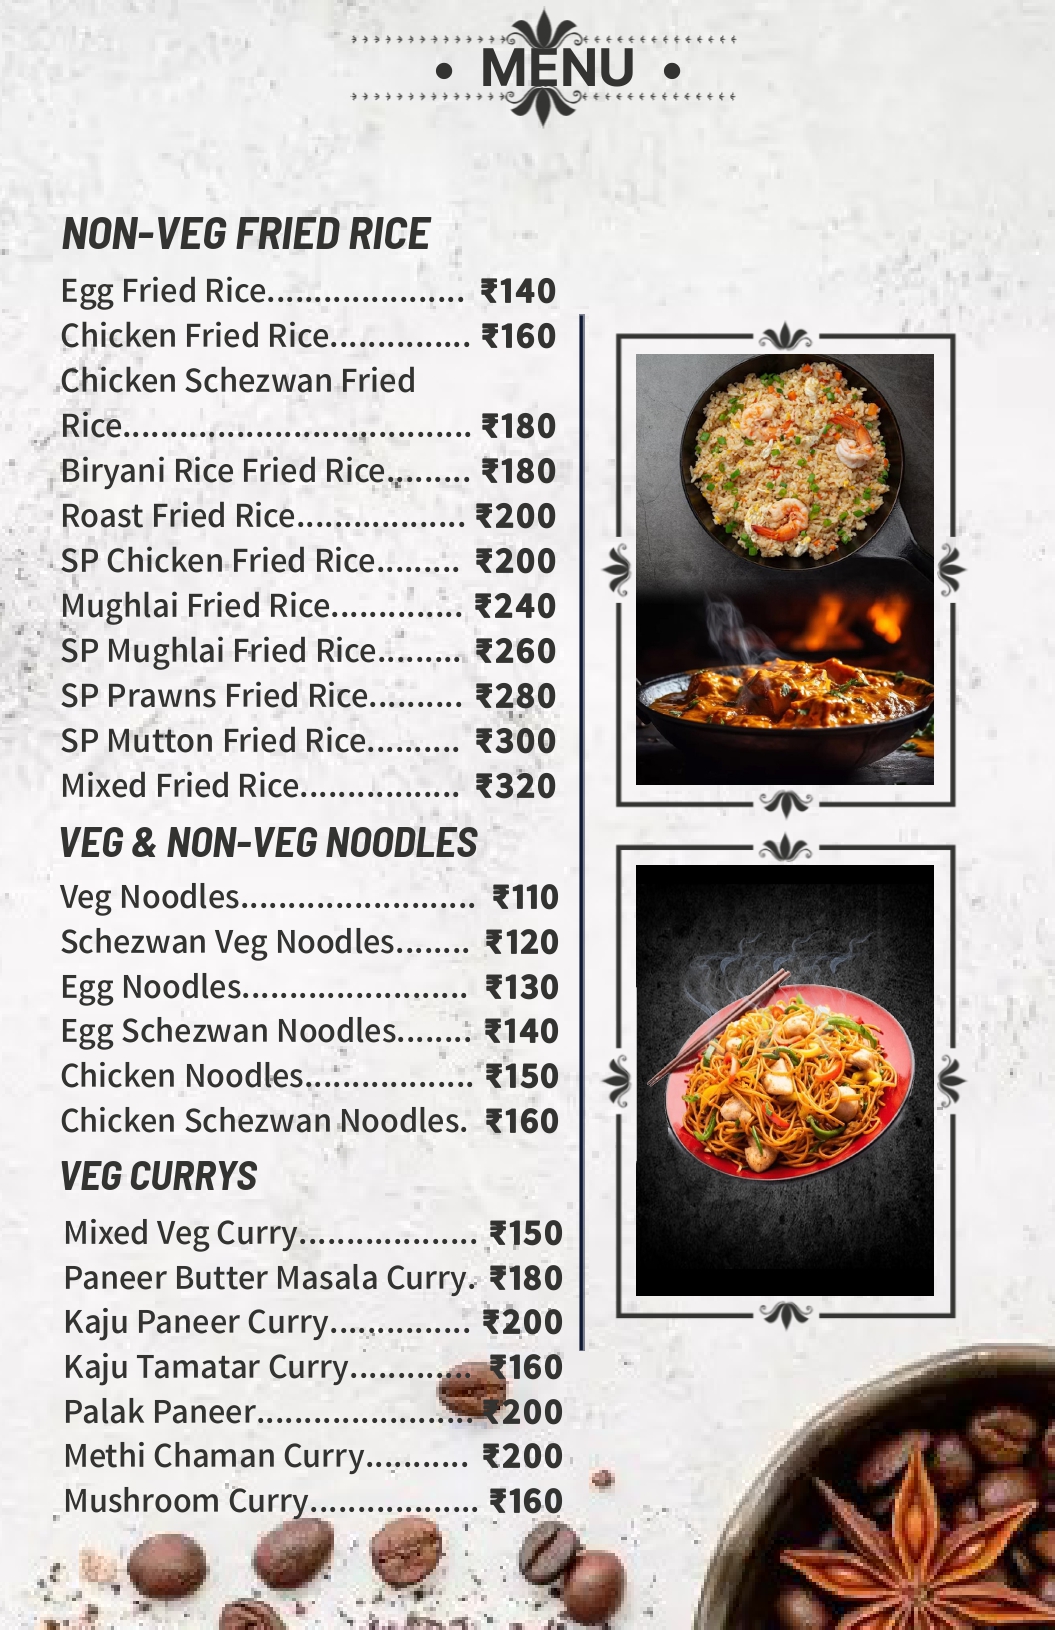 • MENU •
NON-VEG FRIED RICE
Egg Fried Rice..................... ₹140
Chicken Fried Rice............... ₹160
Chicken Schezwan Fried
Rice..................................... ₹180
Biryani Rice Fried Rice......... ₹180
Roast Fried Rice.................. ₹200
SP Chicken Fried Rice......... ₹200
Mughlai Fried Rice.............. ₹240
SP Mughlai Fried Rice......... ₹260
SP Prawns Fried Rice.......... ₹280
SP Mutton Fried Rice.......... ₹300
Mixed Fried Rice................. ₹320
VEG & NON-VEG NOODLES
Veg Noodles......................... ₹110
Schezwan Veg Noodles........ ₹120
Egg Noodles........................ ₹130
Egg Schezwan Noodles........ ₹140
Chicken Noodles.................. ₹150
Chicken Schezwan Noodles. ₹160
VEG CURRYS
Mixed Veg Curry................... ₹150
Paneer Butter Masala Curry. ₹180
Kaju Paneer Curry............... ₹200
Kaju Tamatar Curry............. ₹160
Palak Paneer....................... ₹200
Methi Chaman Curry........... ₹200
Mushroom Curry.................. ₹160